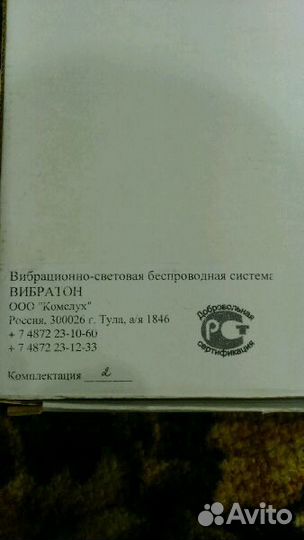 Вибрационно-световая беспроводная система
ВИБРАТОН
ООО "Комслух"
Россия, 300026 г. Тула, а/я 1846
+ 7 4872 23-10-60
+ 7 4872 23-12-33
Комплектация 2
Добровольная
РСТ
сертификация
Avito